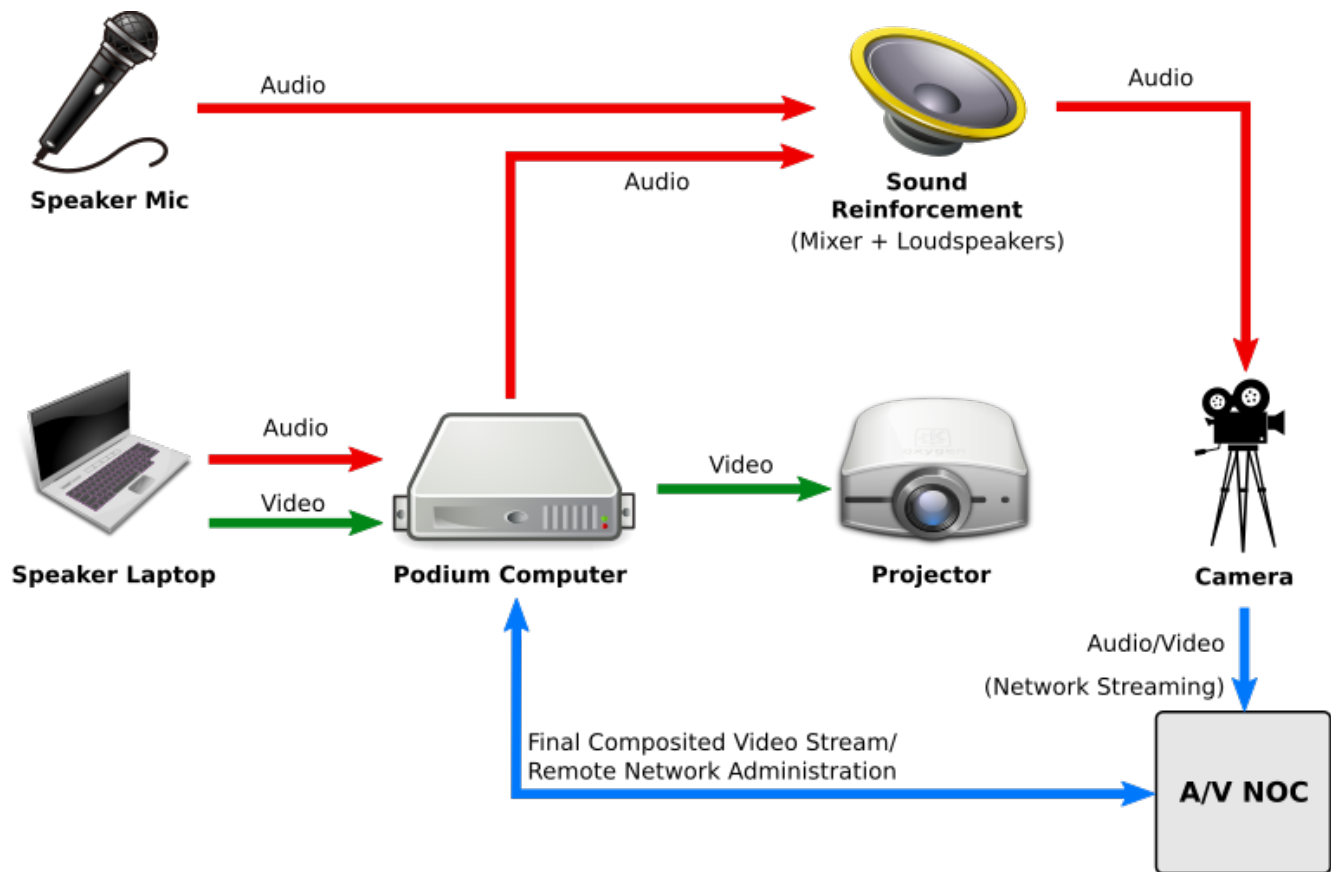 Audio
Audio
Speaker Mic
Audio
Sound
Reinforcement
(Mixer + Loudspeakers)
Audio
Video
Video
Speaker Laptop
Podium Computer
Projector
Camera
Audio/Video
(Network Streaming)
Final Composited Video Stream/
Remote Network Administration
A/V NOC